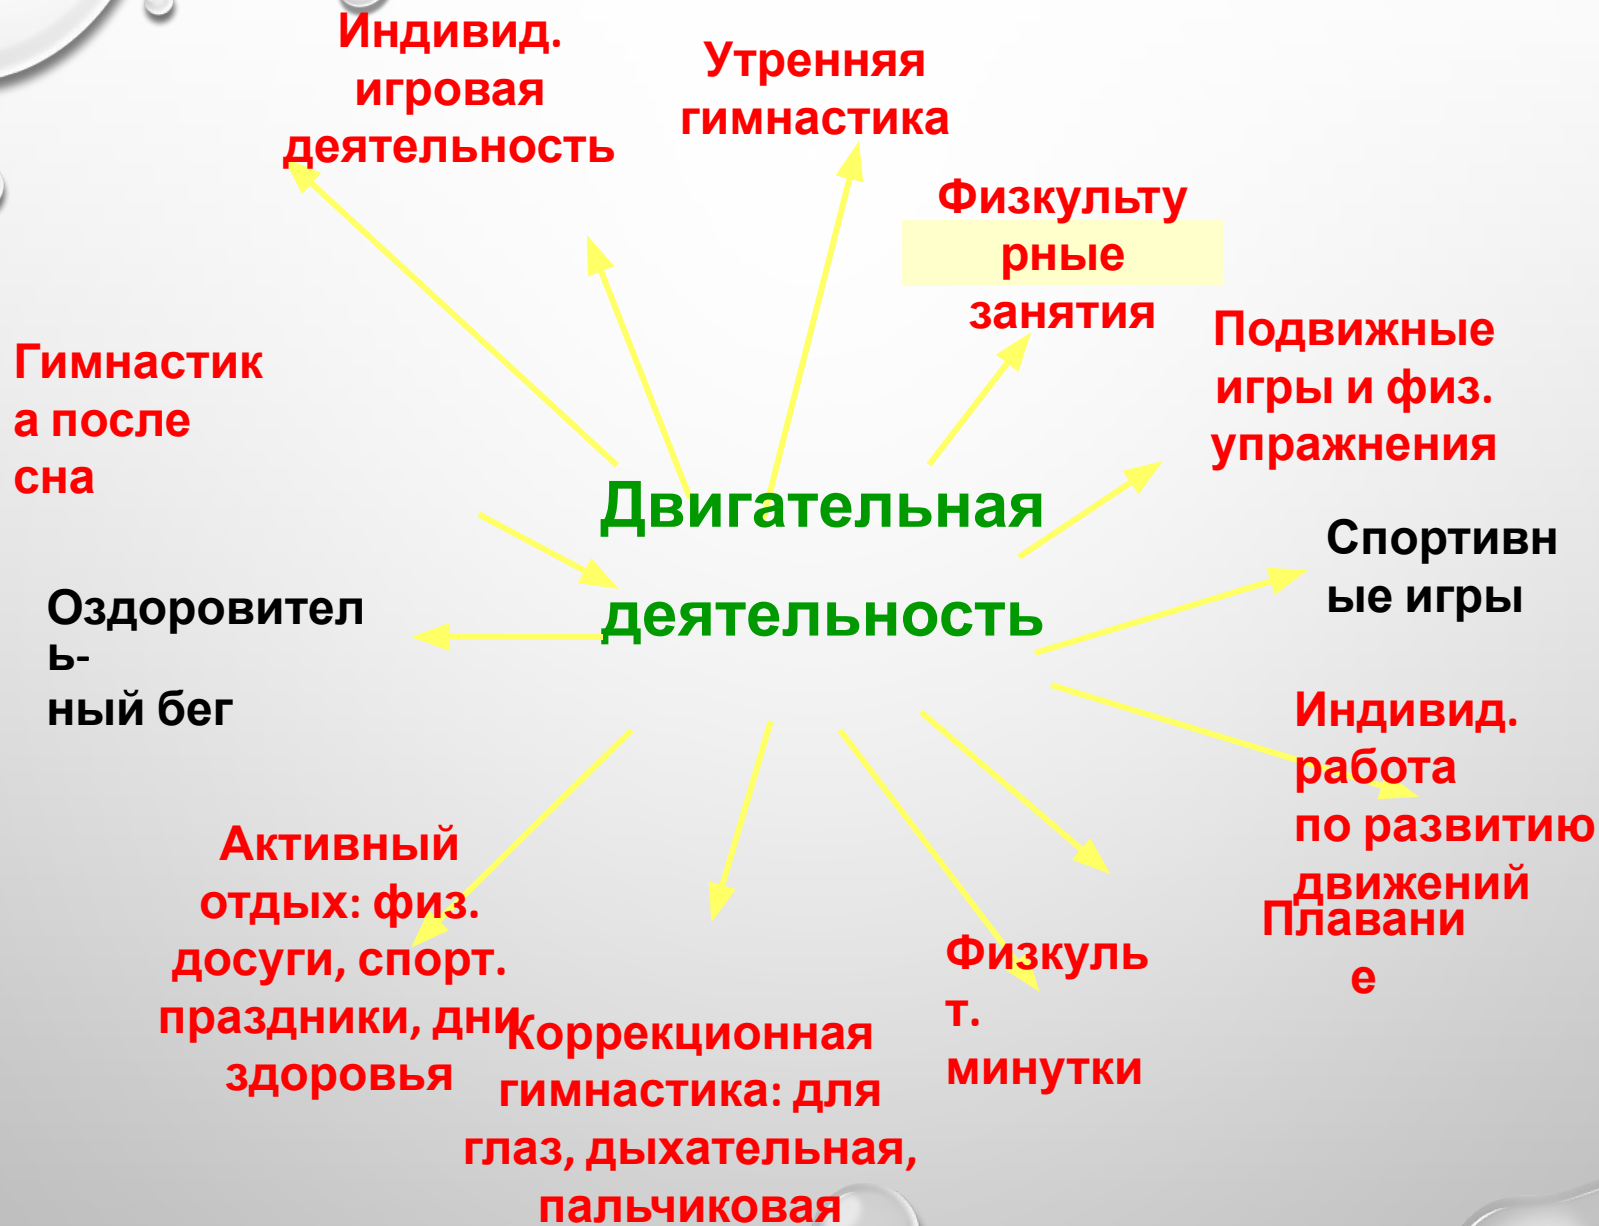 Индивид.
игровая
деятельность
Утренняя
гимнастика
Физкульту
рные
занятия
Подвижные
игры и физ.
упражнения
Гимнастик
а после
сна
Двигательная
деятельность
Спортивн
ые игры
Оздоровител
ь-
ный бег
Индивид.
работа
по развитию
движений
Плавани
е
Активный
отдых: физ.
досуги, спорт.
праздники, дни
здоровья
Коррекционная
гимнастика: для
глаз, дыхательная,
пальчиковая
Физкуль
т.
минутки